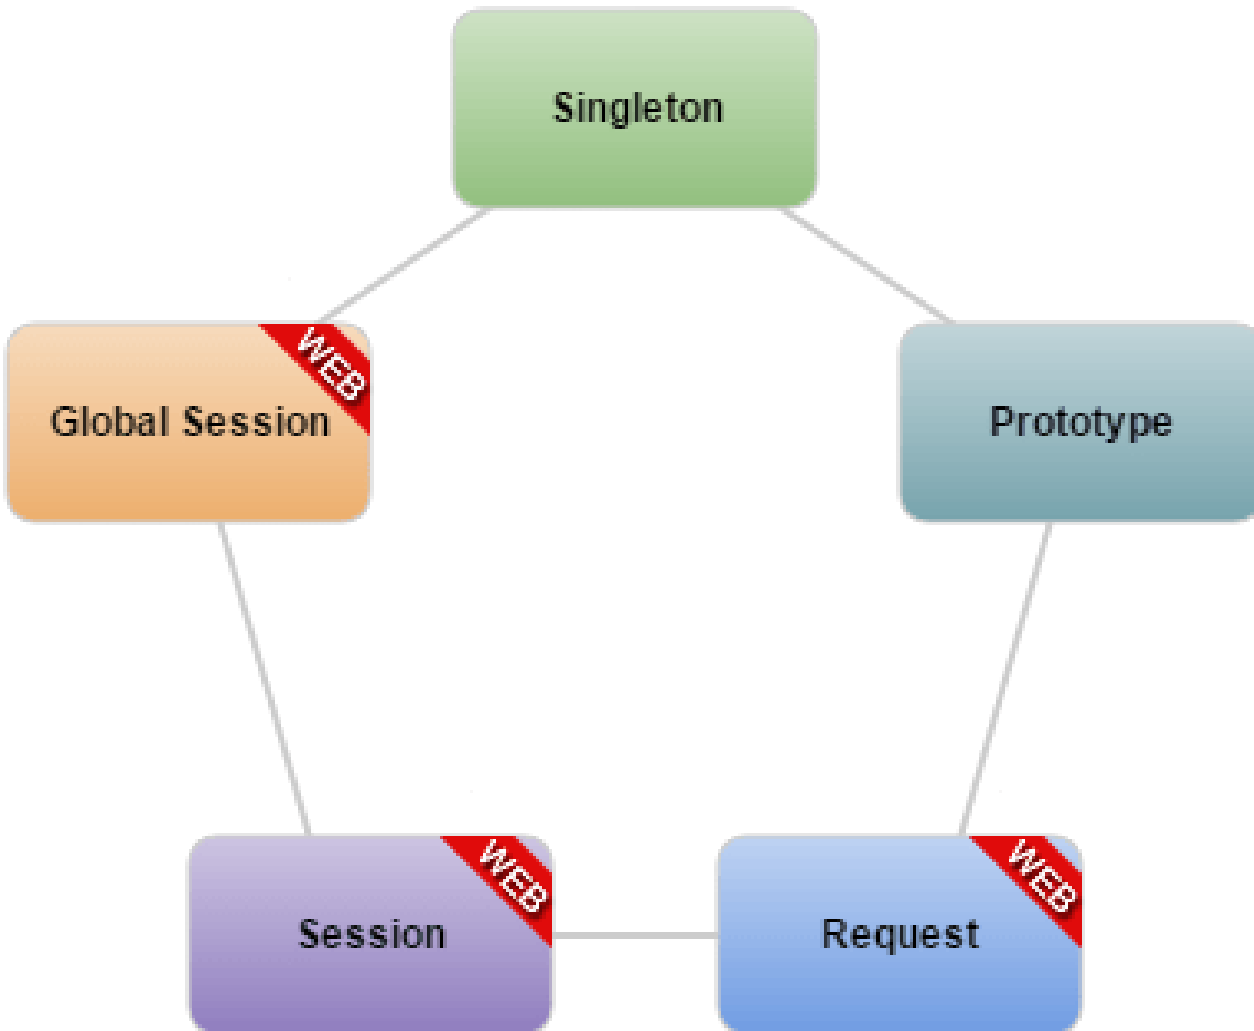 Singleton
WEB
Global Session
Prototype
WEB
Session
WEB
Request